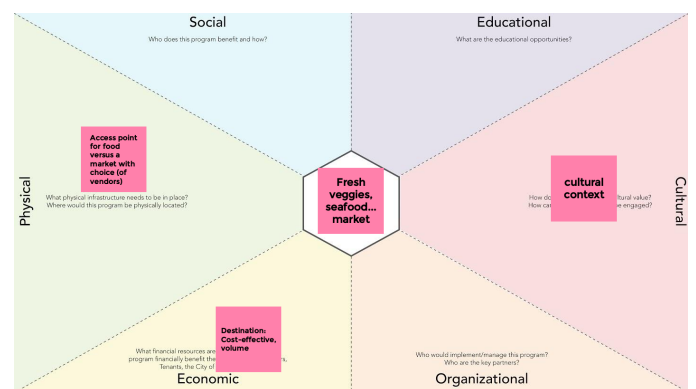 Social
Who does this program benefit and how?
Educational
What are the educational opportunities?
Physical
Access point
for food
versus a
market with
choice (of
vendors)
What physical infrastructure needs to be in place?
Where would this program be physically located?
Fresh
veggies,
seafood...
market
cultural
context
How do
tural value?
How ca
be engaged?
Cultural
Destination:
Cost-effective,
volume
What financial resources are
program financially benefit the
Tenants, the City of
Economic
Who would implement/manage this program?
Who are the key partners?
Organizational